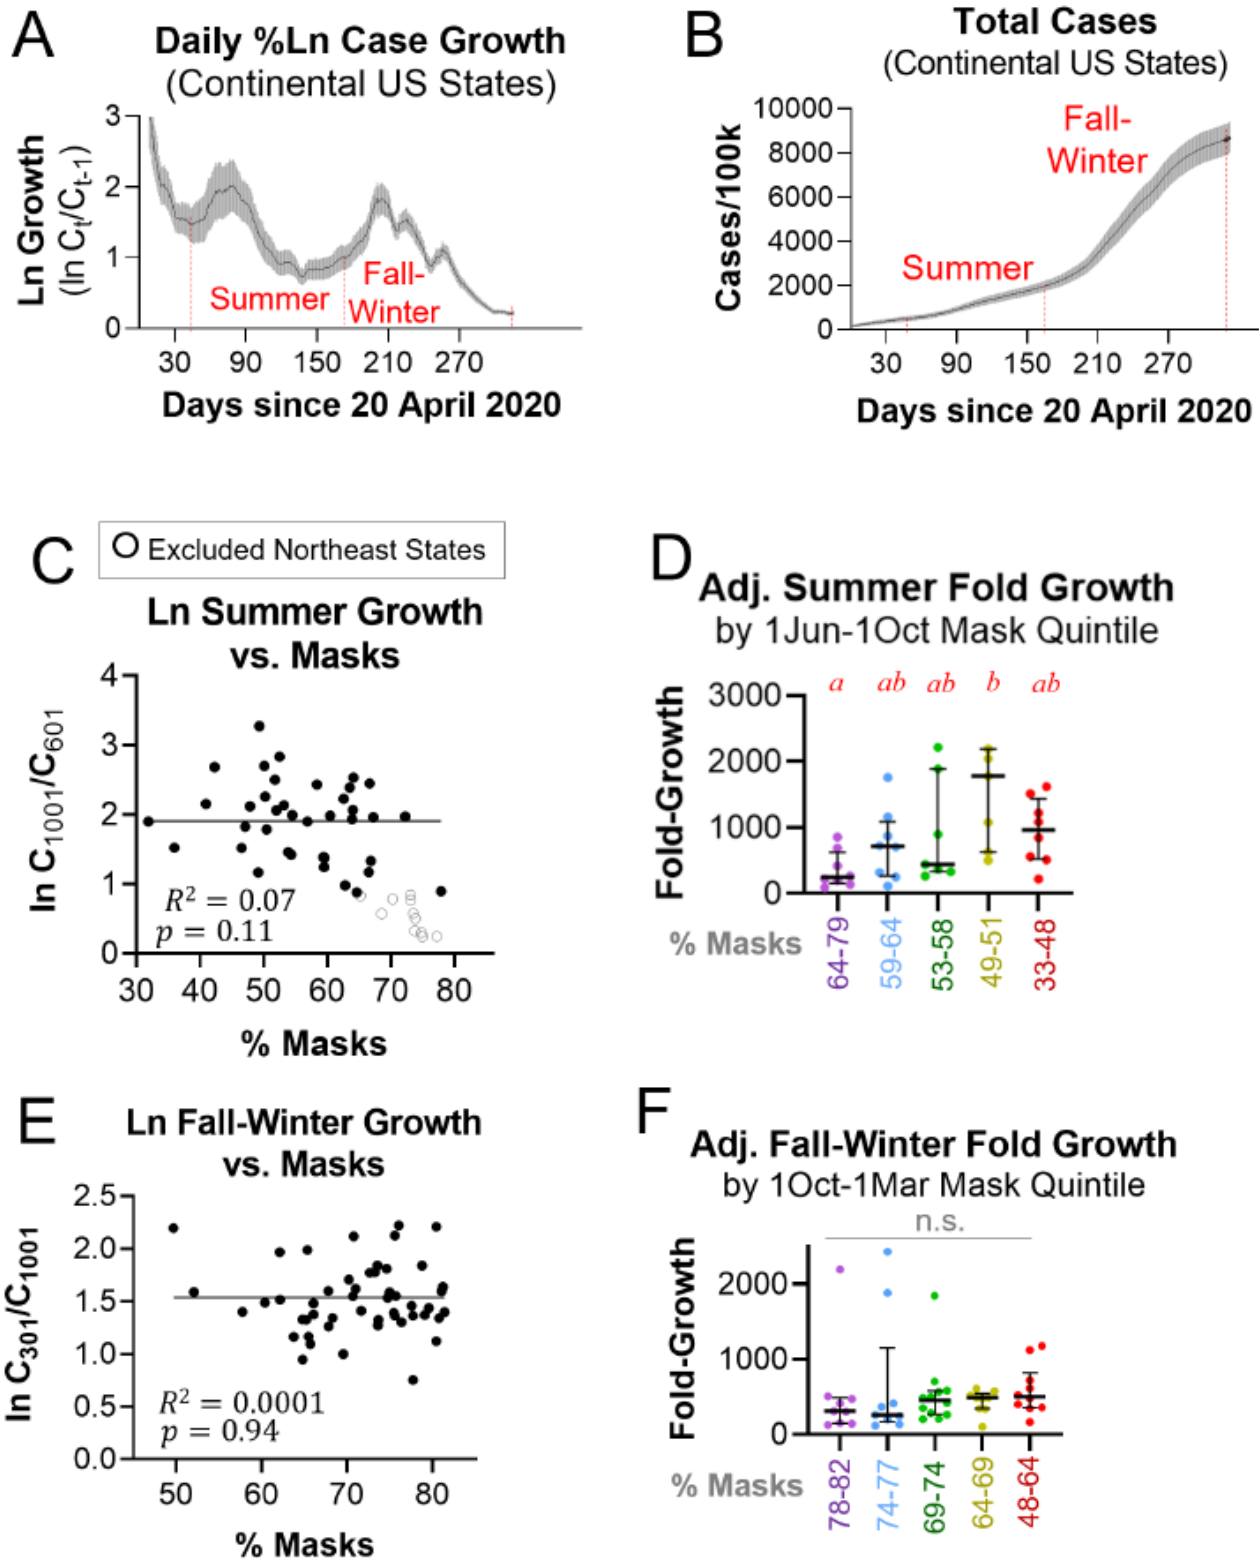 A
Daily %Ln Case Growth
(Continental US States)
Ln Growth
(ln Ct/Ct-1)
3
2
1
0
Summer
Fall-
Winter
30 90 150 210 270
Days since 20 April 2020
B
Total Cases
(Continental US States)
Cases/100k
10000
8000
6000
4000
2000
0
Fall-
Winter
Summer
30 90 150 210 270
Days since 20 April 2020
C
Excluded Northeast States
Ln Summer Growth
vs. Masks
ln C1001/C601
4
3
2
1
0
R² = 0.07
p = 0.11
30 40 50 60 70 80
% Masks
D
Adj. Summer Fold Growth
by 1Jun-1Oct Mask Quintile
a ab ab b ab
Fold-Growth
3000
2000
1000
0
% Masks
64-79
59-64
53-58
49-51
33-48
E
Ln Fall-Winter Growth
vs. Masks
ln C301/C1001
2.5
2.0
1.5
1.0
0.5
0.0
R² = 0.0001
p = 0.94
50 60 70 80
% Masks
F
Adj. Fall-Winter Fold Growth
by 1Oct-1Mar Mask Quintile
n.s.
Fold-Growth
2000
1000
0
% Masks
78-82
74-77
69-74
64-69
48-64